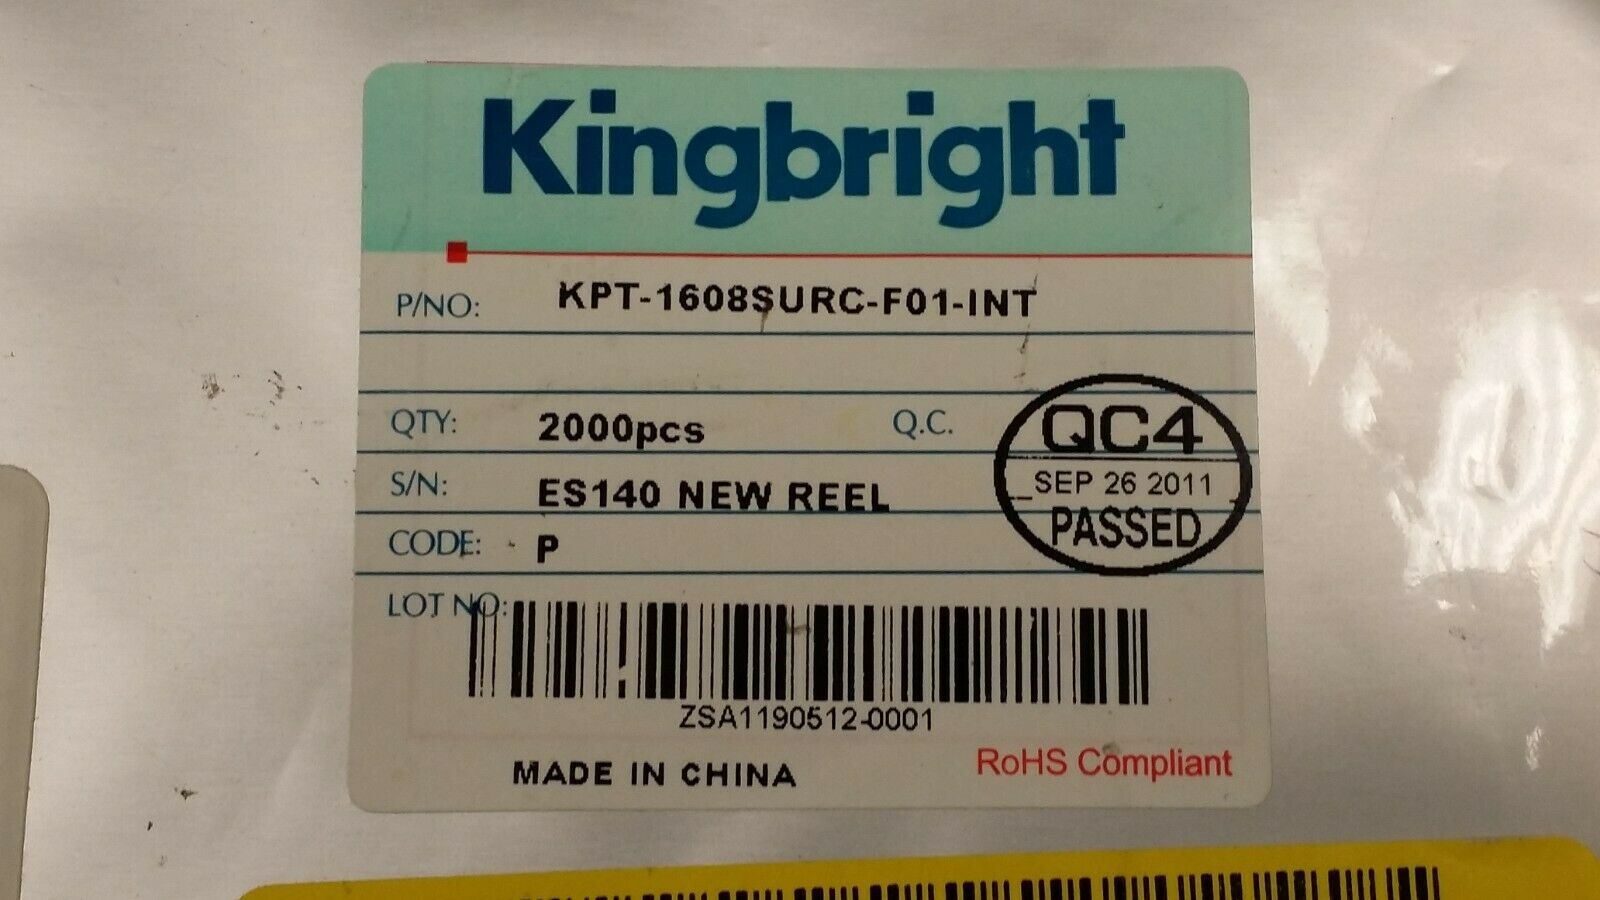 Kingbright
P/NO: KPT-1608SURC-F01-INT
QTY: 2000pcs Q.C. QC4
SEP 26 2011
PASSED
S/N: ES140 NEW REEL
CODE: P
LOT NO:
ZSA1190512-0001
MADE IN CHINA RoHS Compliant